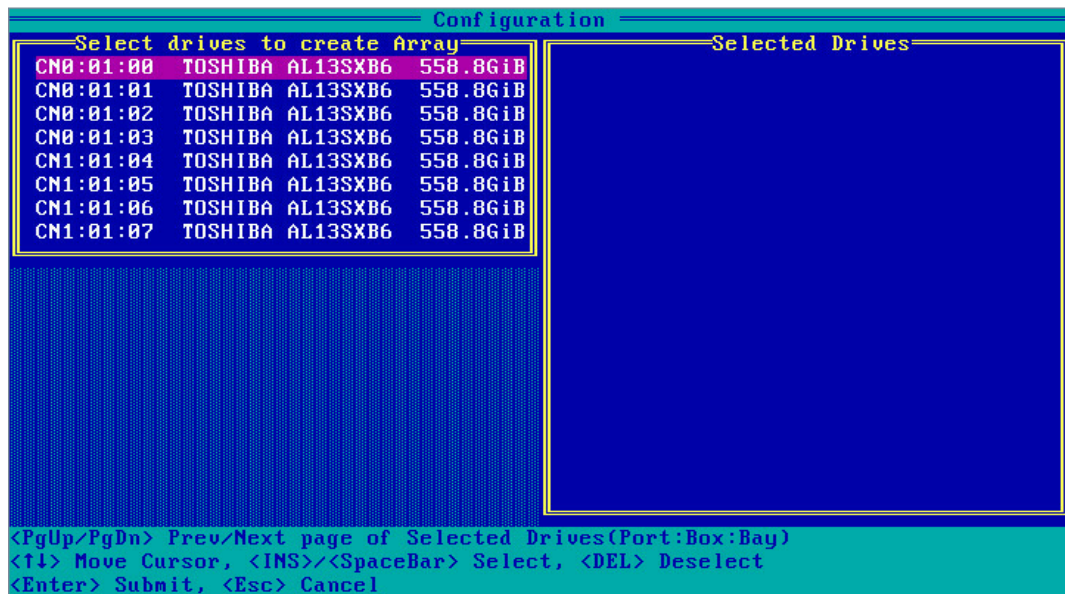 Configuration
Select drives to create Array
CN0:01:00 TOSHIBA AL13SXB6 558.8GiB
CN0:01:01 TOSHIBA AL13SXB6 558.8GiB
CN0:01:02 TOSHIBA AL13SXB6 558.8GiB
CN0:01:03 TOSHIBA AL13SXB6 558.8GiB
CN1:01:04 TOSHIBA AL13SXB6 558.8GiB
CN1:01:05 TOSHIBA AL13SXB6 558.8GiB
CN1:01:06 TOSHIBA AL13SXB6 558.8GiB
CN1:01:07 TOSHIBA AL13SXB6 558.8GiB
Selected Drives
<PgUp/PgDn> Prev/Next page of Selected Drives(Port:Box:Bay)
<↑↓> Move Cursor, <INS>/<SpaceBar> Select, <DEL> Deselect
<Enter> Submit, <Esc> Cancel